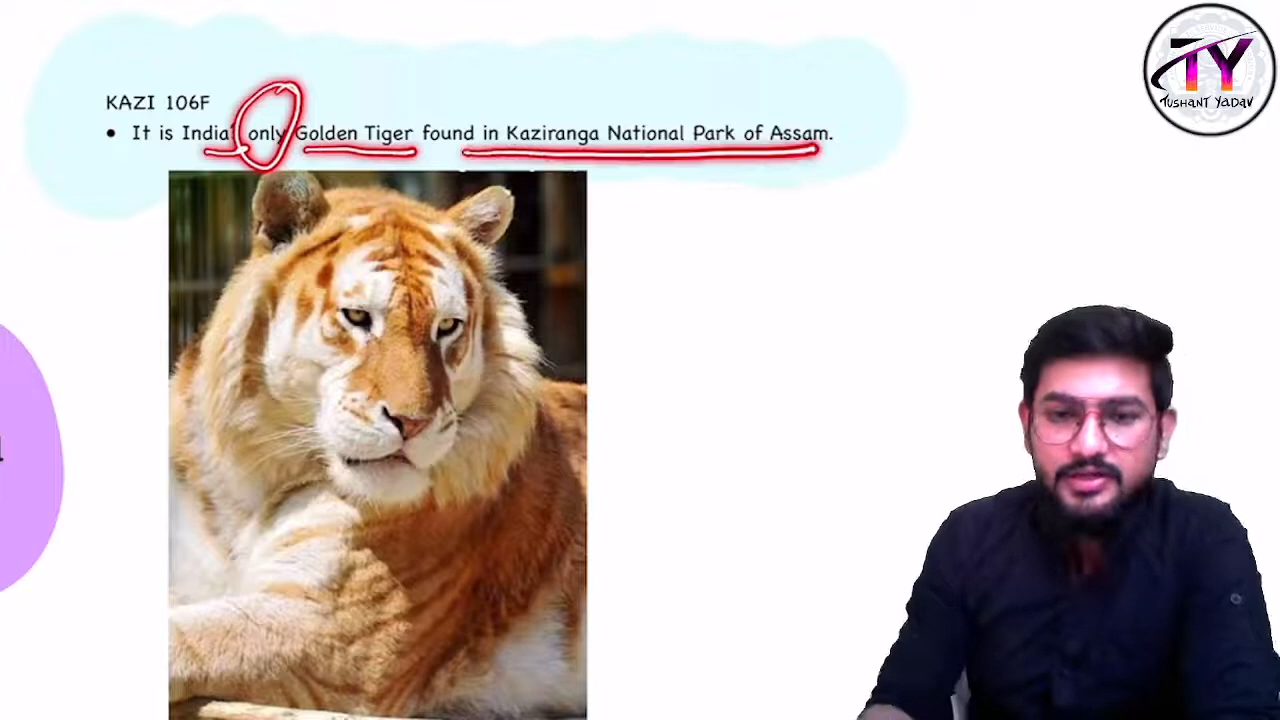 TY
TUSHANT YADAV
KAZI 106F
• It is India' only Golden Tiger found in Kaziranga National Park of Assam.